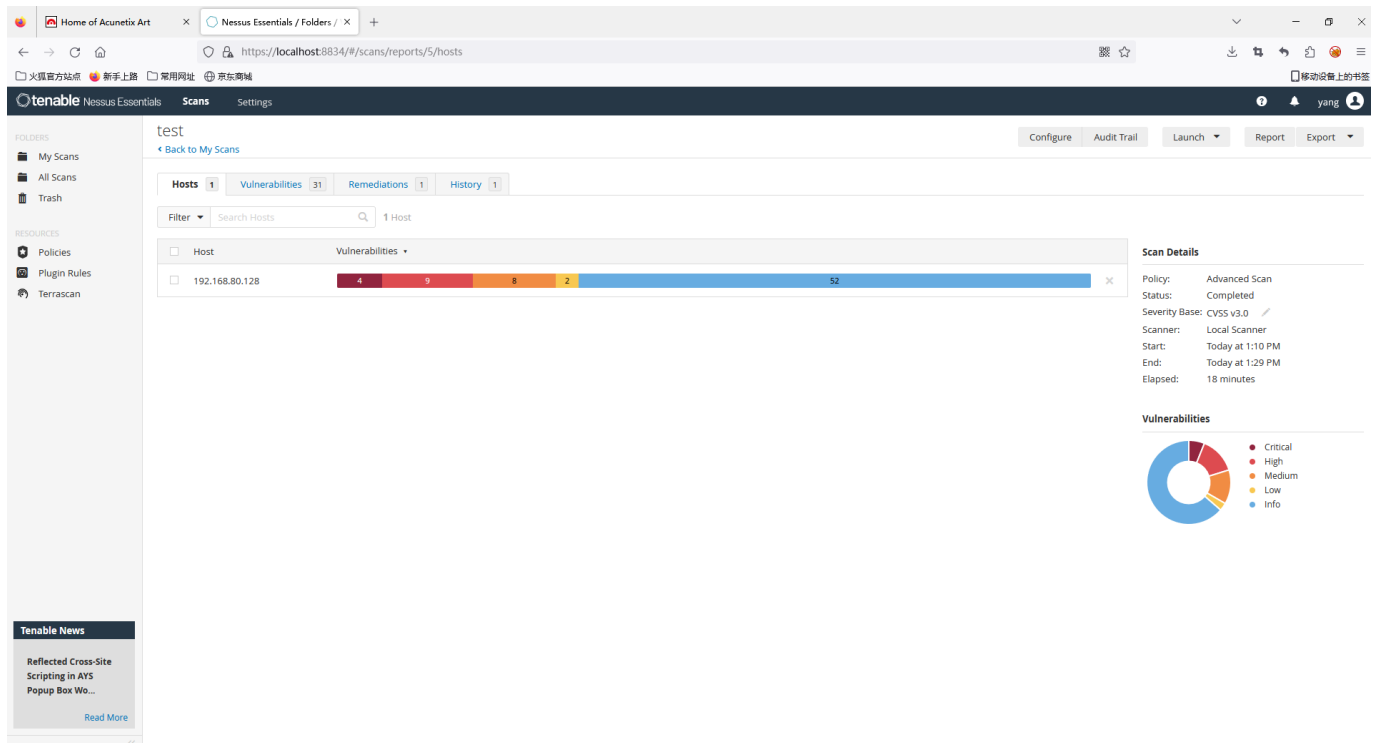 Home of Acunetix Art
Nessus Essentials / Folders /
https://localhost:8834/#/scans/reports/5/hosts
火狐官方站点 新手上路 常用网址 京东商城 移动设备上的书签
tenable Nessus Essentials Scans Settings yang
FOLDERS
My Scans
All Scans
Trash
RESOURCES
Policies
Plugin Rules
Terrascan
Tenable News
Reflected Cross-Site
Scripting in AYS
Popup Box Wo...
Read More
test
Back to My Scans
Configure Audit Trail Launch Report Export
Hosts 1 Vulnerabilities 31 Remediations 1 History 1
Filter Search Hosts 1 Host
Host Vulnerabilities
192.168.80.128 4 9 8 2 52
Scan Details
Policy: Advanced Scan
Status: Completed
Severity Base: CVSS v3.0
Scanner: Local Scanner
Start: Today at 1:10 PM
End: Today at 1:29 PM
Elapsed: 18 minutes
Vulnerabilities
Critical
High
Medium
Low
Info